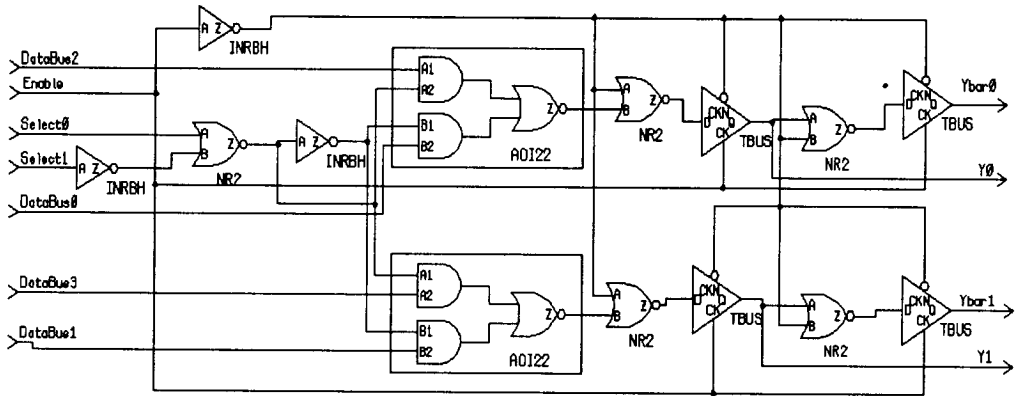 A Z
INRBH
DataBus2
Enable
Select0
Select1
DataBus0
DataBus3
DataBus1
A Z
INRBH
A
B
Z
NR2
A Z
INRBH
A1
A2
B1
B2
Z
AOI22
A
B
Z
NR2
D
CKN
Q
CK
TBUS
A
B
Z
NR2
D
CKN
Q
CK
TBUS
Ybar0
Y0
A1
A2
B1
B2
Z
AOI22
A
B
Z
NR2
D
CKN
Q
CK
TBUS
A
B
Z
NR2
D
CKN
Q
CK
TBUS
Ybar1
Y1